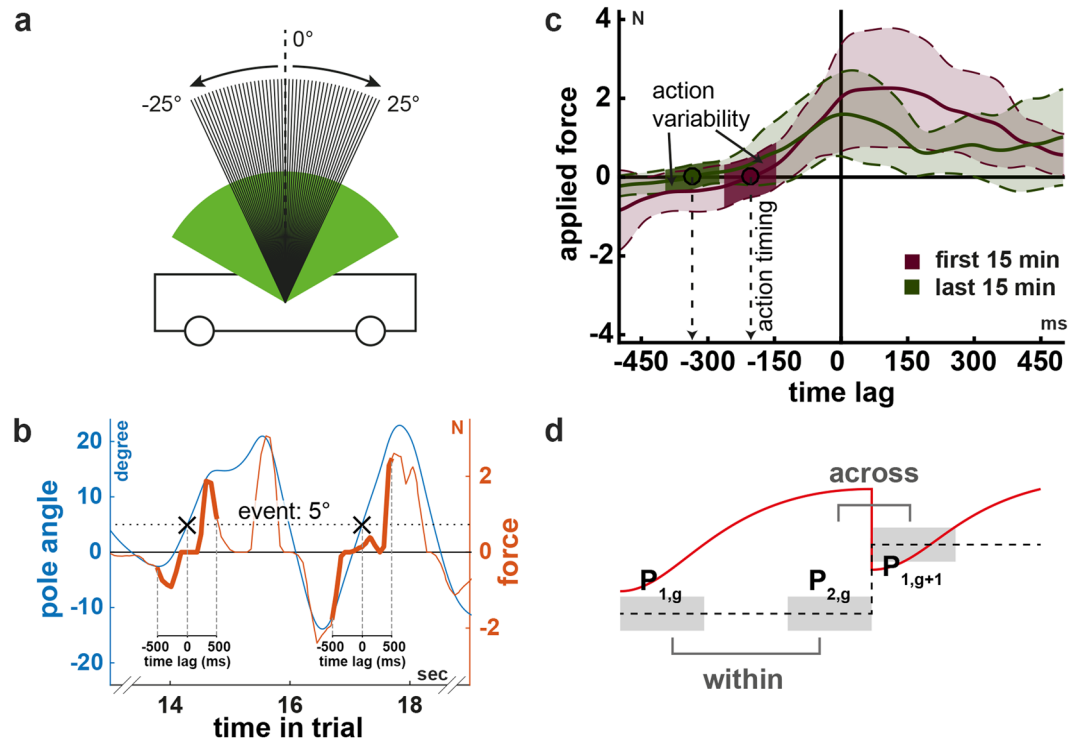 a
0°
-25°
25°
b
degree
N
20
10
0
-10
-20
pole angle
event: 5°
2
0
-2
force
-500 0 500
time lag (ms)
-500 0 500
time lag (ms)
sec
14 16 18
time in trial
c
4
N
2
0
-2
-4
applied force
action
variability
action timing
first 15 min
last 15 min
ms
-450 -300 -150 0 150 300 450
time lag
d
across
P1,g
P2,g
P1,g+1
within